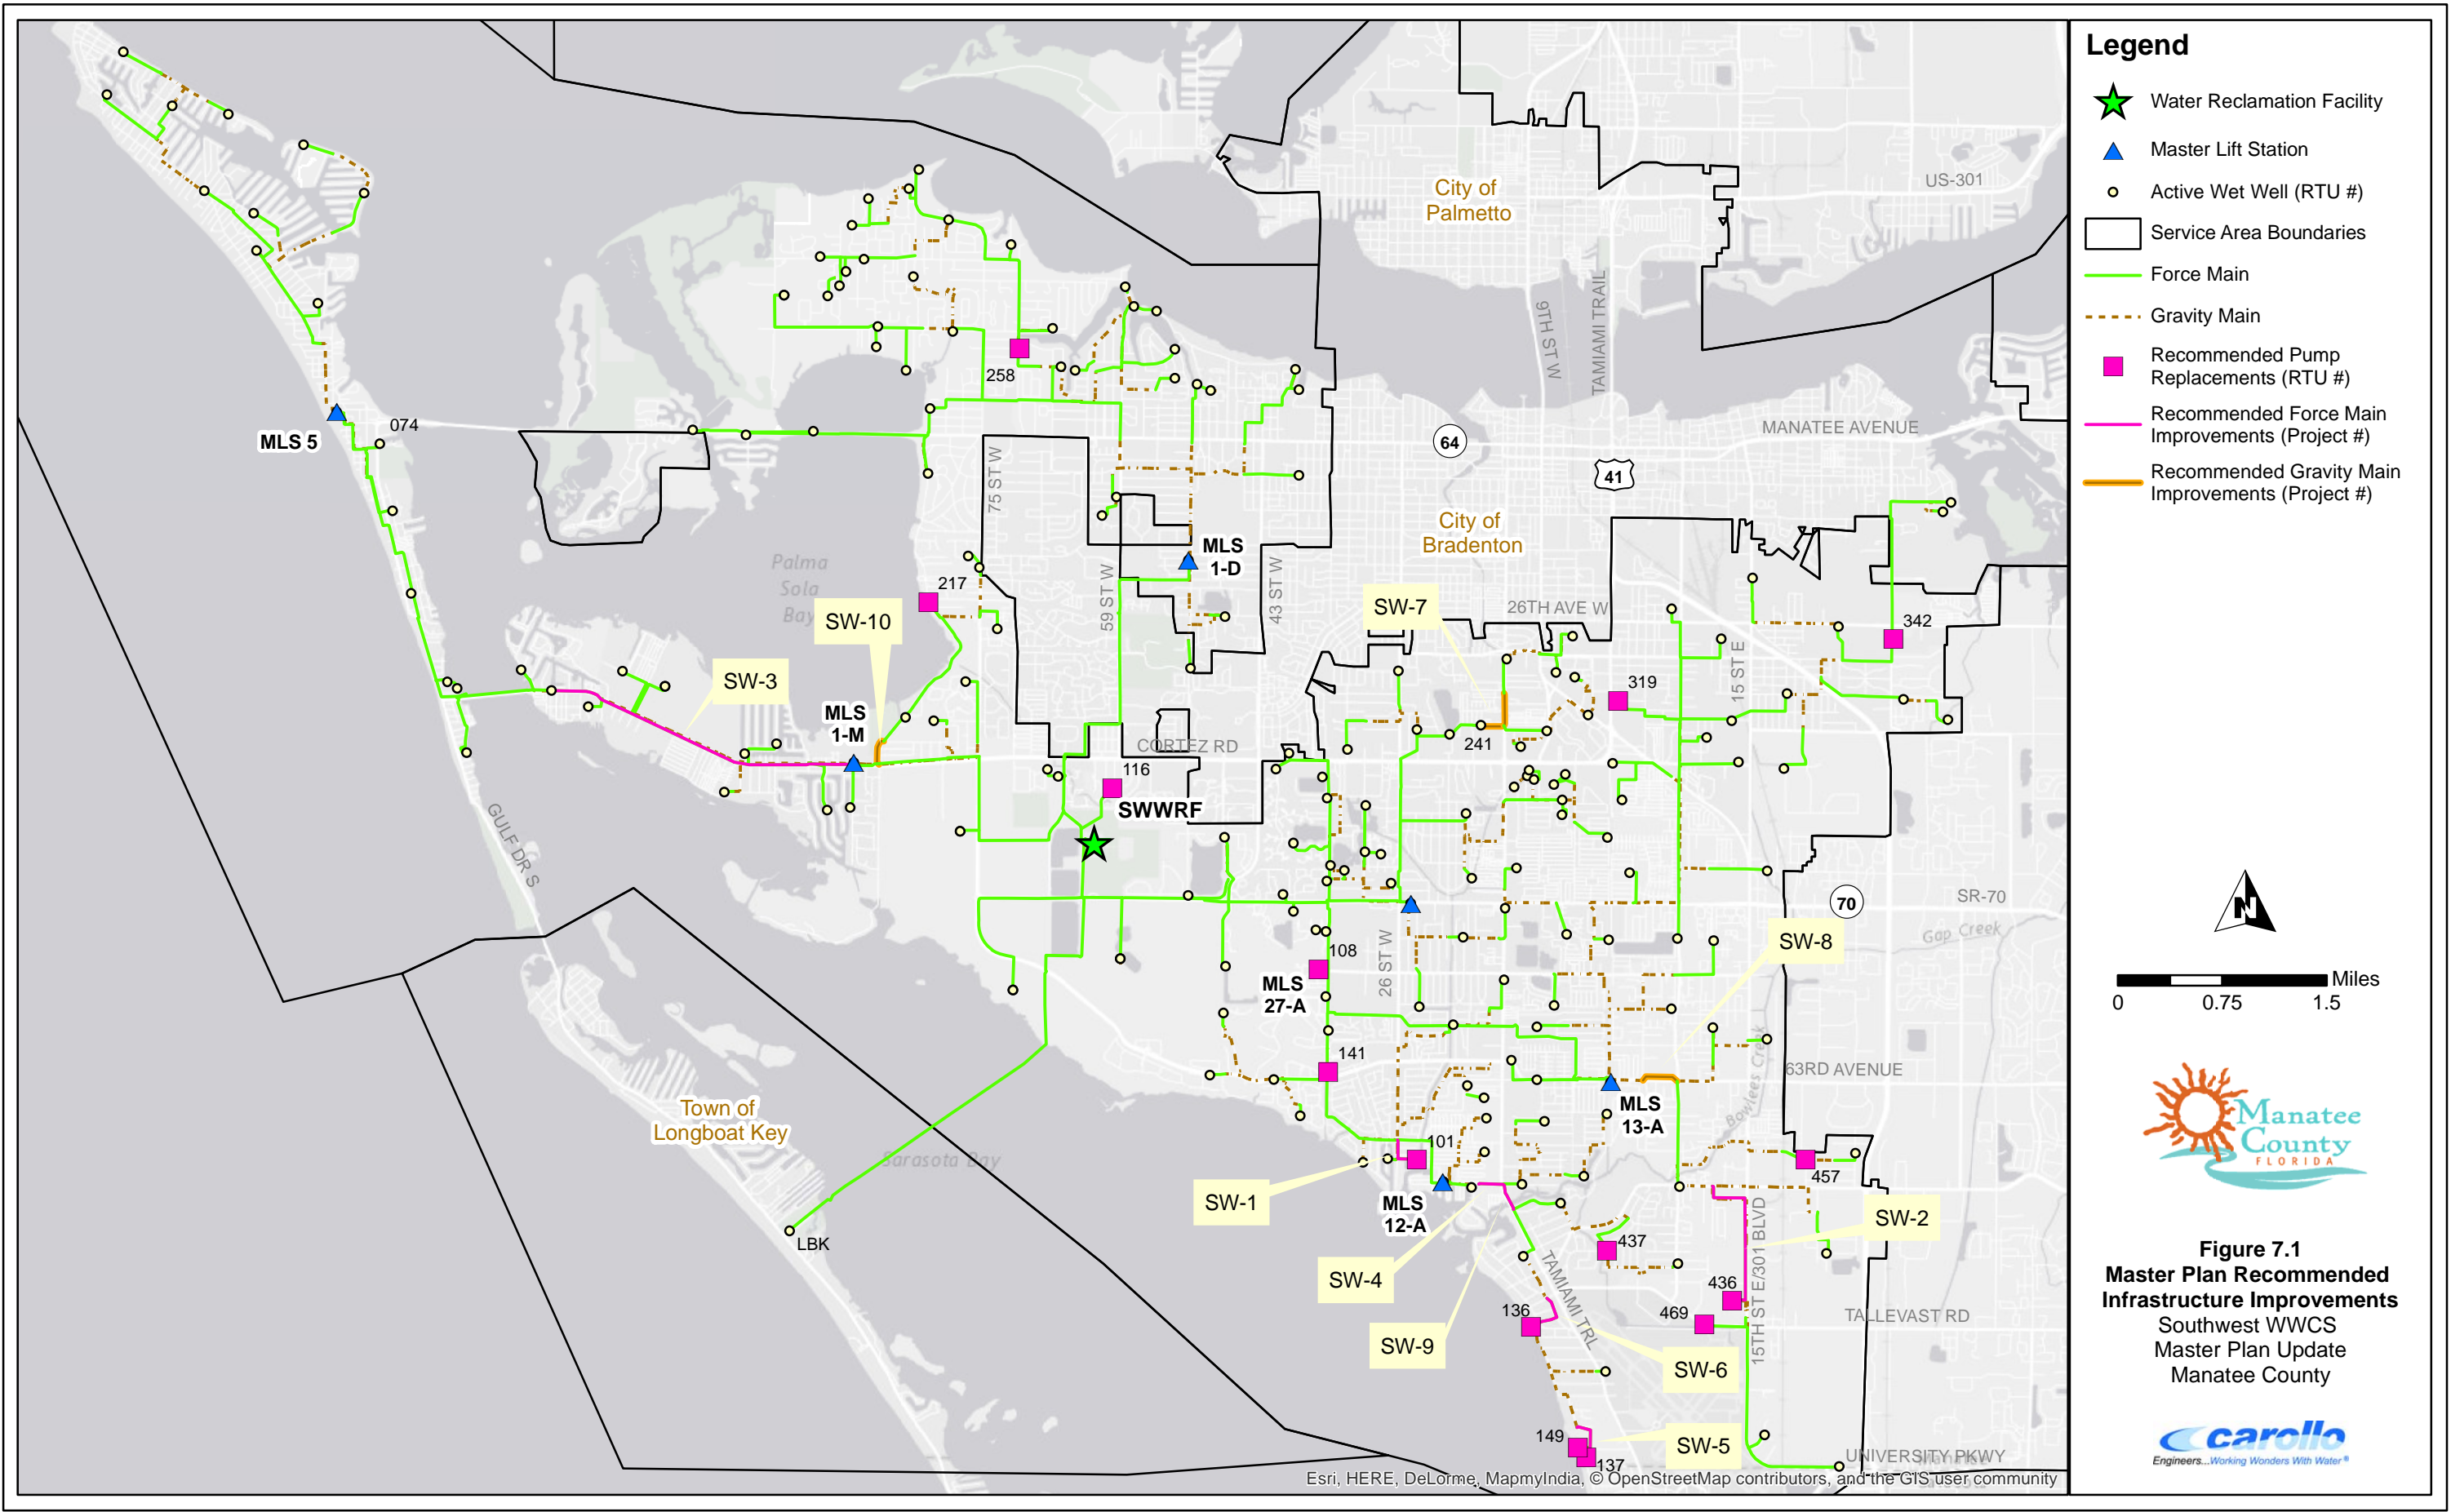 City of
Palmetto
US-301
9TH ST W
TAMIAMI TRAIL
258
074
MLS 5
64
MANATEE AVENUE
41
75 ST W
City of
Bradenton
MLS
1-D
Palma
Sola
Bay
217
59 ST W
43 ST W
SW-7
26TH AVE W
SW-10
342
15 ST E
SW-3
319
MLS
1-M
CORTEZ RD
241
116
SWWRF
GULF DR S
70
SR-70
Gap Creek
SW-8
26 ST W
108
MLS
27-A
141
63RD AVENUE
Bowlees Creek
Town of
Longboat Key
MLS
13-A
101
Sarasota Bay
457
SW-1
MLS
12-A
SW-2
LBK
437
15TH ST E/301 BLVD
SW-4
TAMIAMI TRL
436
136
469
TALLEVAST RD
SW-9
SW-6
149
SW-5
137
UNIVERSITY PKWY
Esri, HERE, DeLorme, MapmyIndia, © OpenStreetMap contributors, and the GIS user community
Legend
Water Reclamation Facility
Master Lift Station
Active Wet Well (RTU #)
Service Area Boundaries
Force Main
Gravity Main
Recommended Pump
Replacements (RTU #)
Recommended Force Main
Improvements (Project #)
Recommended Gravity Main
Improvements (Project #)
N
Miles
0 0.75 1.5
Manatee
County
FLORIDA
Figure 7.1
Master Plan Recommended
Infrastructure Improvements
Southwest WWCS
Master Plan Update
Manatee County
carollo
Engineers...Working Wonders With Water ®